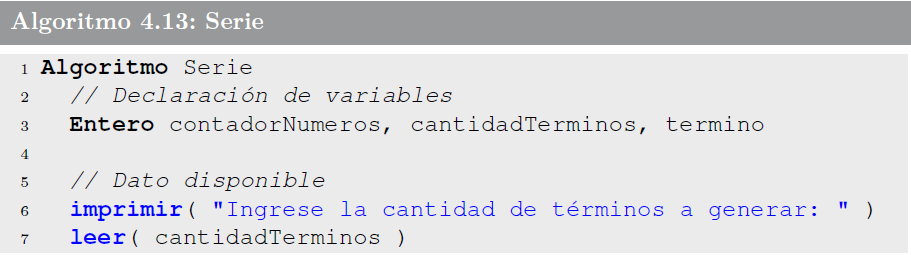 Algoritmo 4.13: Serie
1 Algoritmo Serie
2 // Declaración de variables
3 Entero contadorNumeros, cantidadTerminos, termino
4
5 // Dato disponible
6 imprimir( "Ingrese la cantidad de términos a generar: " )
7 leer( cantidadTerminos )